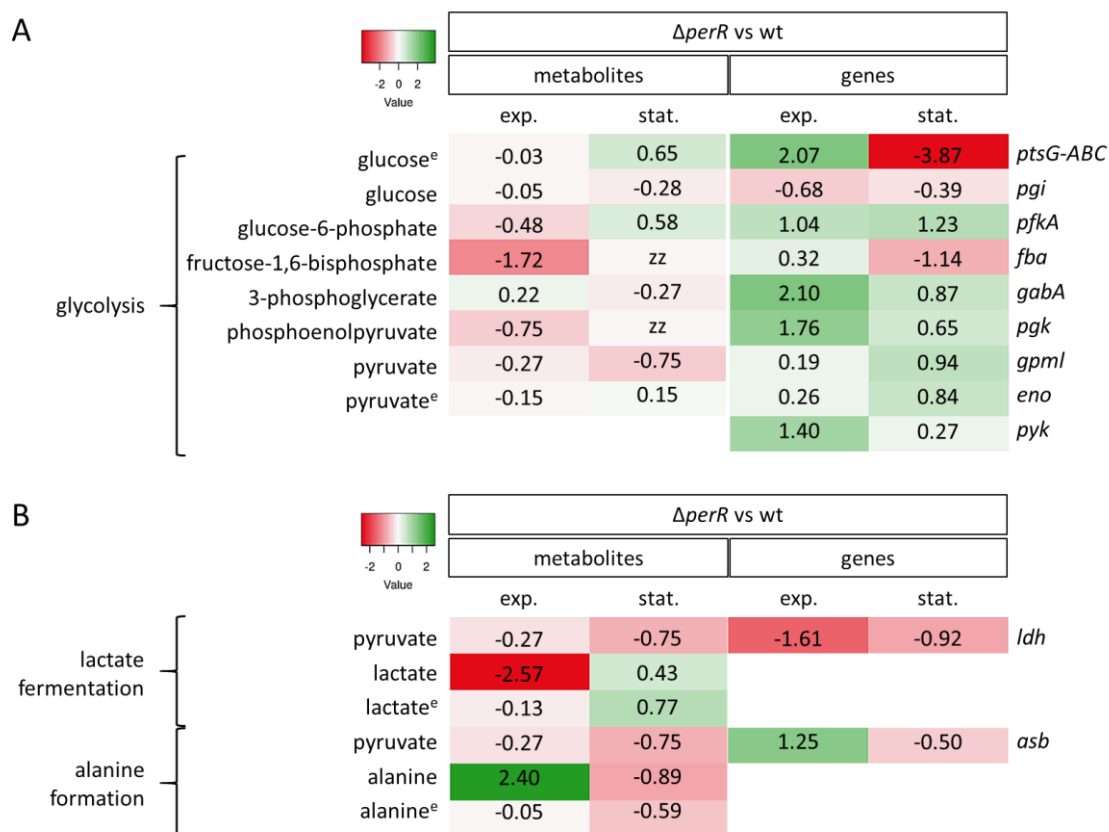 A
ΔperR vs wt
-2 0 2
Value
metabolites genes
exp. stat. exp. stat.
glucoseᵉ -0.03 0.65 2.07 -3.87 ptsG-ABC
glucose -0.05 -0.28 -0.68 -0.39 pgi
glucose-6-phosphate -0.48 0.58 1.04 1.23 pfkA
fructose-1,6-bisphosphate -1.72 zz 0.32 -1.14 fba
glycolysis 3-phosphoglycerate 0.22 -0.27 2.10 0.87 gabA
phosphoenolpyruvate -0.75 zz 1.76 0.65 pgk
pyruvate -0.27 -0.75 0.19 0.94 gpml
pyruvateᵉ -0.15 0.15 0.26 0.84 eno
1.40 0.27 pyk
B
ΔperR vs wt
-2 0 2
Value
metabolites genes
exp. stat. exp. stat.
pyruvate -0.27 -0.75 -1.61 -0.92 ldh
lactate
fermentation
lactate -2.57 0.43
lactateᵉ -0.13 0.77
pyruvate -0.27 -0.75 1.25 -0.50 asb
alanine
formation
alanine 2.40 -0.89
alanineᵉ -0.05 -0.59